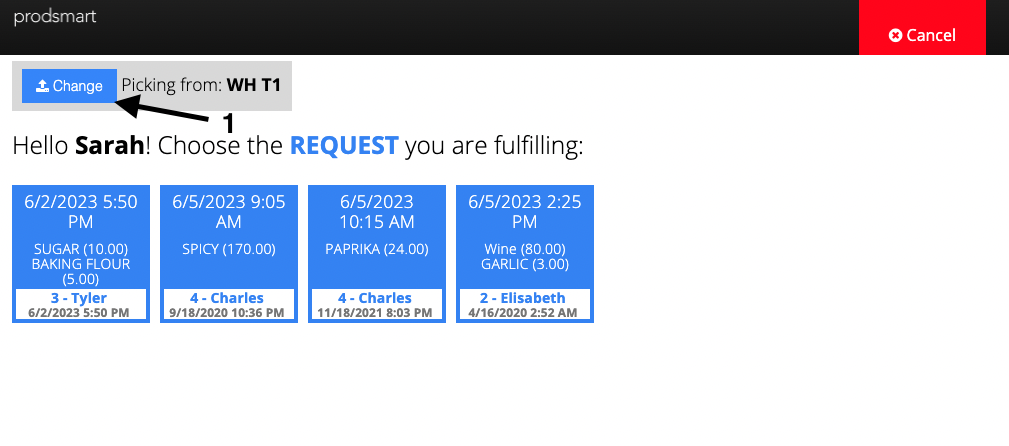 prodsmart
Cancel
Change Picking from: WH T1
1
Hello Sarah! Choose the REQUEST you are fulfilling:
6/2/2023 5:50
PM
SUGAR (10.00)
BAKING FLOUR
(5.00)
3 - Tyler
6/2/2023 5:50 PM
6/5/2023 9:05
AM
SPICY (170.00)
4 - Charles
9/18/2020 10:36 PM
6/5/2023
10:15 AM
PAPRIKA (24.00)
4 - Charles
11/18/2021 8:03 PM
6/5/2023 2:25
PM
Wine (80.00)
GARLIC (3.00)
2 - Elisabeth
4/16/2020 2:52 AM